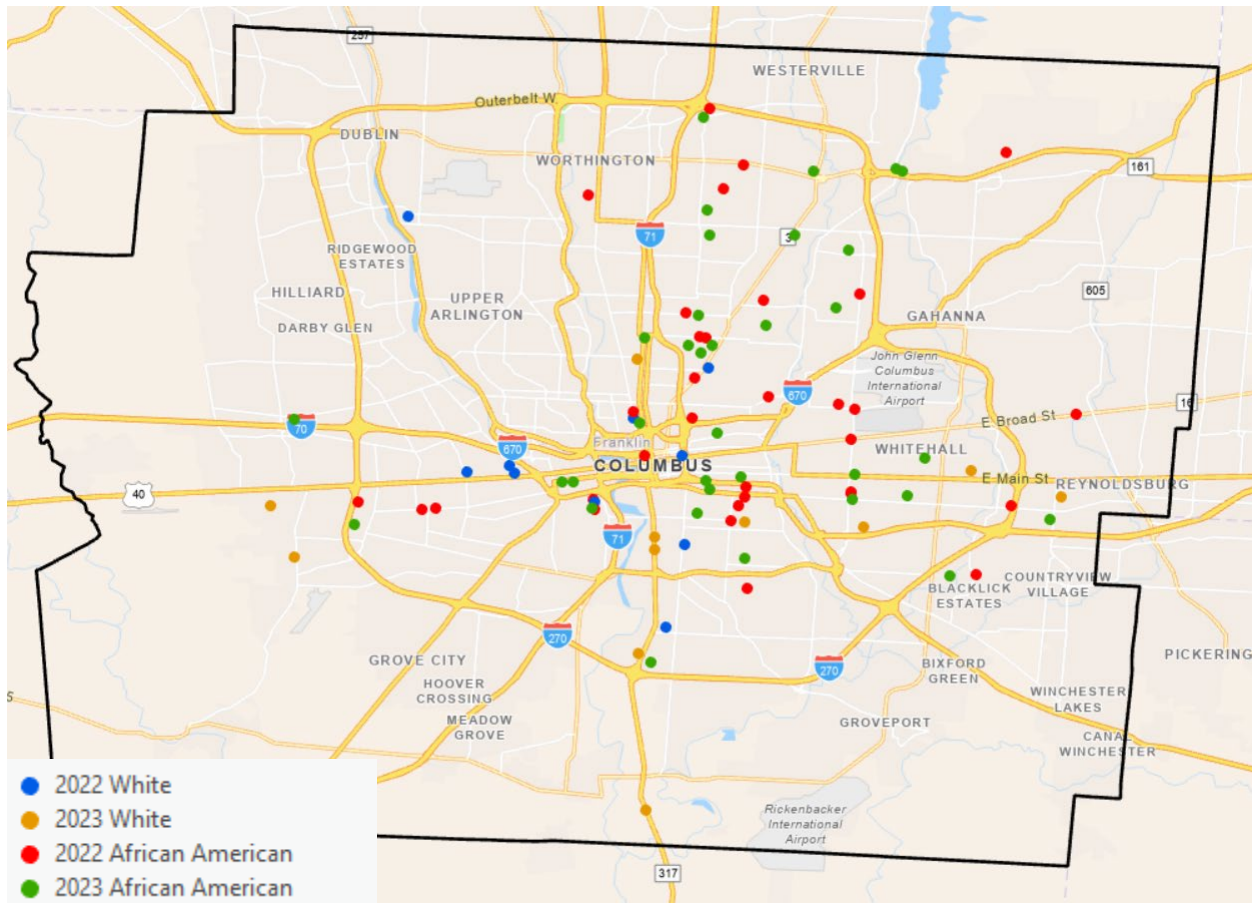 257
WESTERVILLE
Outerbelt W.
DUBLIN
WORTHINGTON
161
71
3
RIDGEWOOD
ESTATES
HILLIARD
UPPER
ARLINGTON
605
DARBY GLEN
GAHANNA
John Glenn
Columbus
International
Airport
670
16
E Broad St
70
670
Franklin
WHITEHALL
COLUMBUS
E Main St
REYNOLDSBURG
40
71
COUNTRYVIEW
VILLAGE
BLACKLICK
ESTATES
270
GROVE CITY
270
BIXFORD
GREEN
PICKERING
HOOVER
CROSSING
WINCHESTER
LAKES
MEADOW
GROVE
GROVEPORT
CANAL
WINCHESTER
Rickenbacker
International
Airport
317
2022 White
2023 White
2022 African American
2023 African American